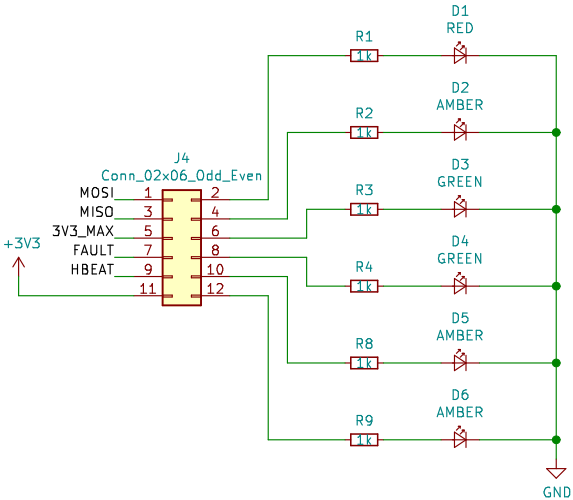 D1
RED
R1
1k
D2
AMBER
R2
1k
J4
Conn_02x06_Odd_Even
D3
GREEN
R3
1k
MOSI 1 2
MISO 3 4
3V3_MAX 5 6
FAULT 7 8
HBEAT 9 10
11 12
+3V3
D4
GREEN
R4
1k
D5
AMBER
R8
1k
D6
AMBER
R9
1k
GND